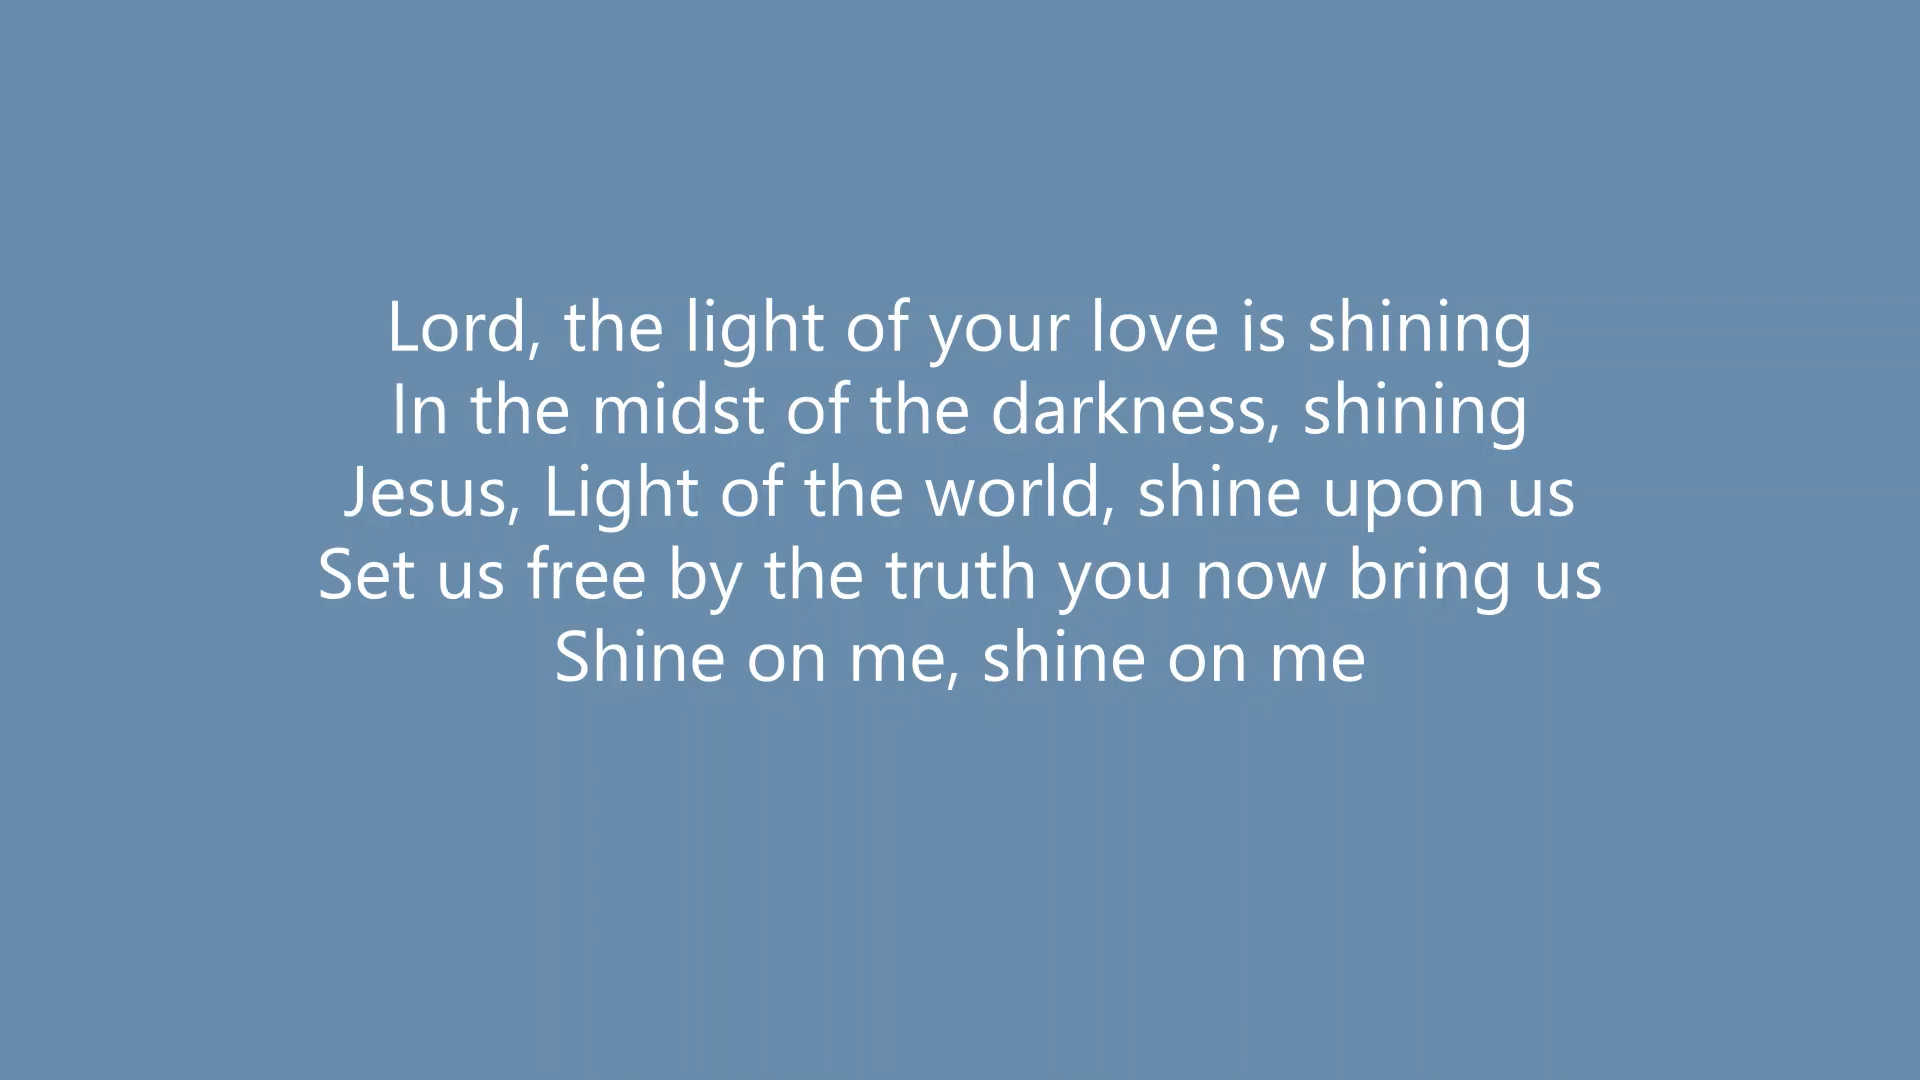 Lord, the light of your love is shining
In the midst of the darkness, shining
Jesus, Light of the world, shine upon us
Set us free by the truth you now bring us
Shine on me, shine on me